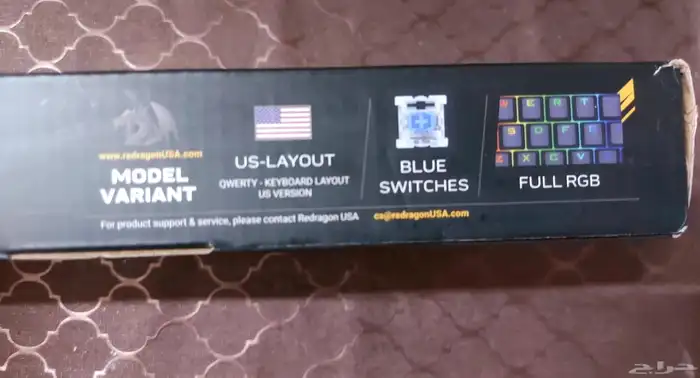 www.redragonUSA.com
MODEL
VARIANT
US-LAYOUT
QWERTY - KEYBOARD LAYOUT
US VERSION
BLUE
SWITCHES
W E R T
S D F
Z X C V
FULL RGB
For product support & service, please contact Redragon USA cs@redragonUSA.com
حراج